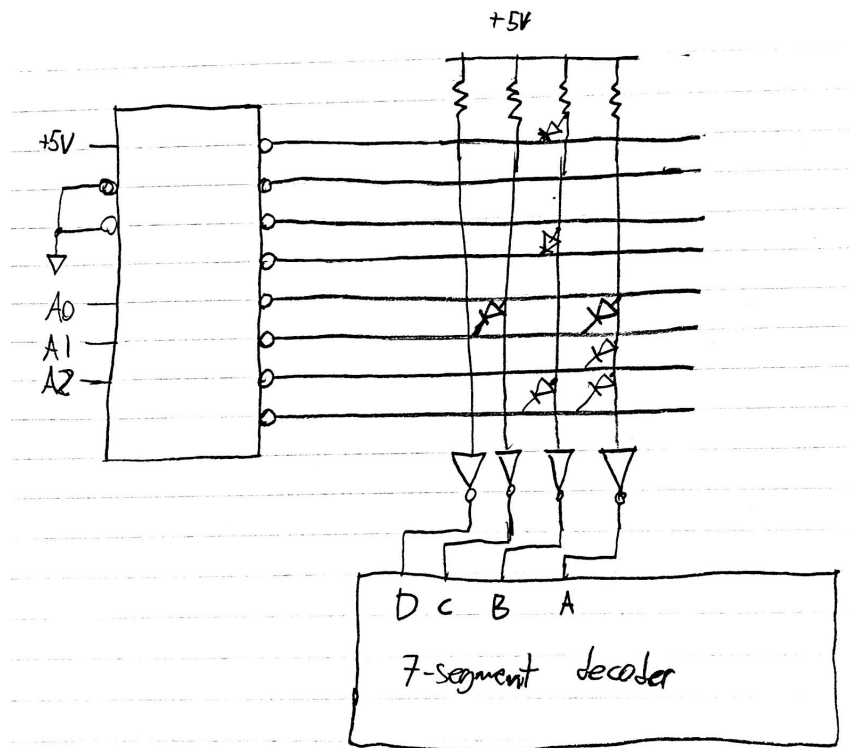 +5V
+5V
A0
A1
A2
D C B A
7-segment decoder